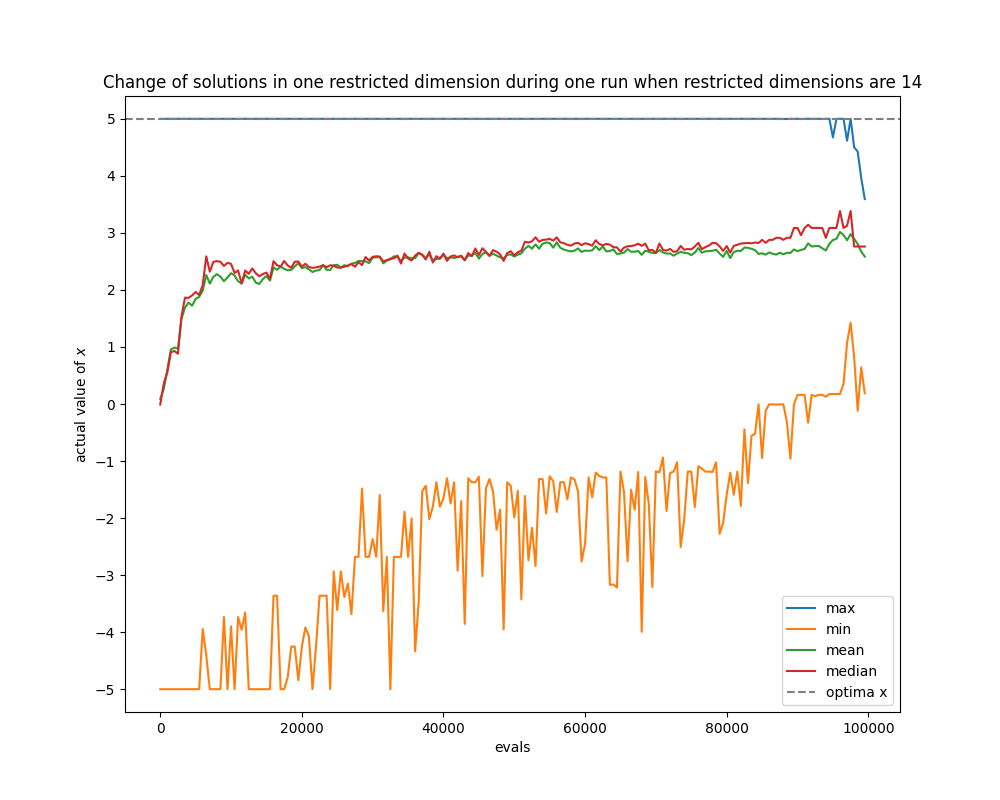 Change of solutions in one restricted dimension during one run when restricted dimensions are 14
actual value of x
5
4
3
2
1
0
−1
−2
−3
−4
−5
0
20000
40000
60000
80000
100000
evals
max
min
mean
median
optima x